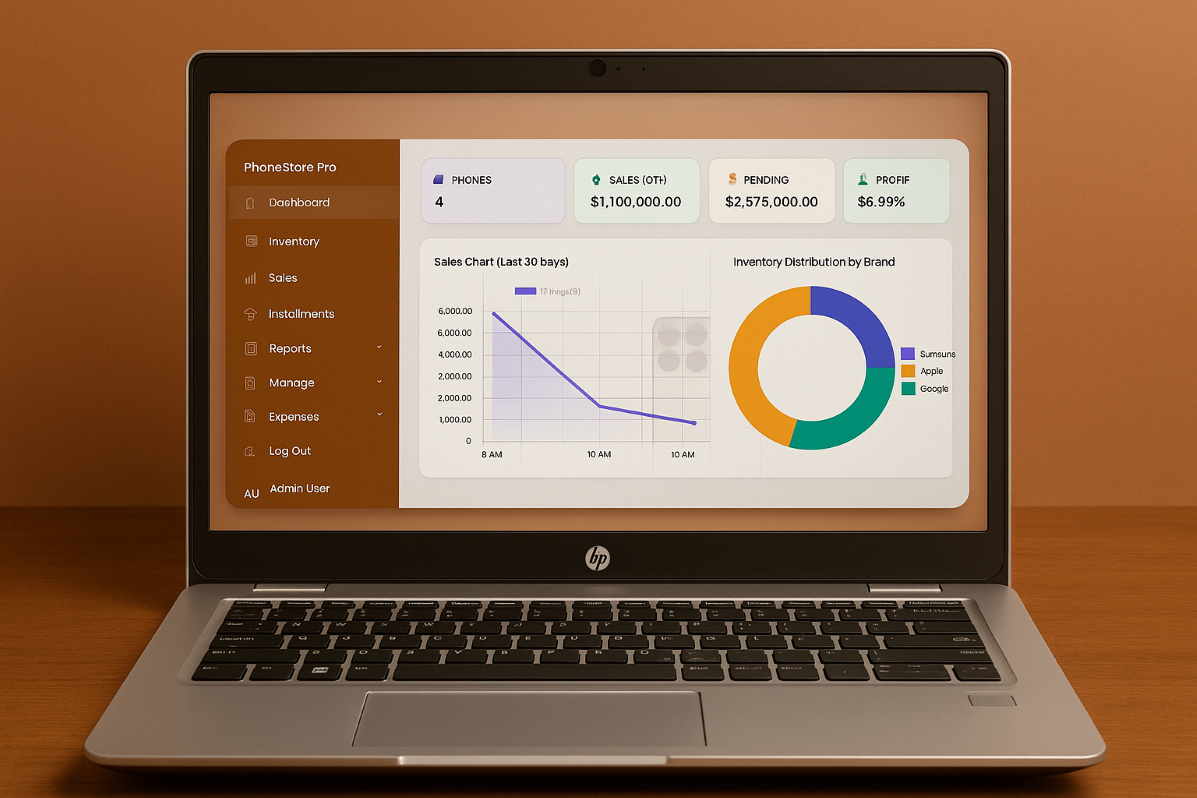 PhoneStore Pro
Dashboard
Inventory
Sales
Installments
Reports
Manage
Expenses
Log Out
AU Admin User
PHONES
4
SALES (OTH)
$1,100,000.00
PENDING
$2,575,000.00
PROFIF
$6.99%
Sales Chart (Last 30 bays)
6,000.00
6,000.00
4,000.00
2,000.00
2,000.00
1,000.00
0
8 AM
10 AM
10 AM
Inventory Distribution by Brand
Sumsuns
Apple
Google
hp